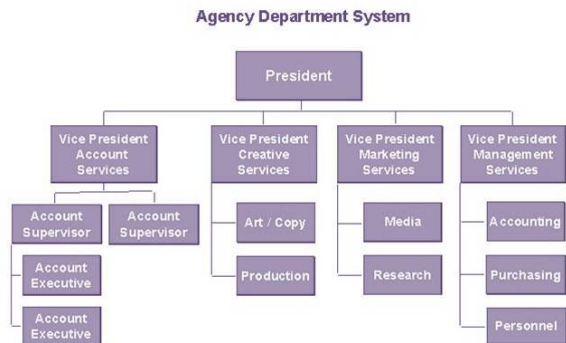 Agency Department System
President
Vice President
Account
Services
Vice President
Creative
Services
Vice President
Marketing
Services
Vice President
Management
Services
Account
Supervisor
Account
Supervisor
Account
Executive
Account
Executive
Art / Copy
Production
Media
Research
Accounting
Purchasing
Personnel